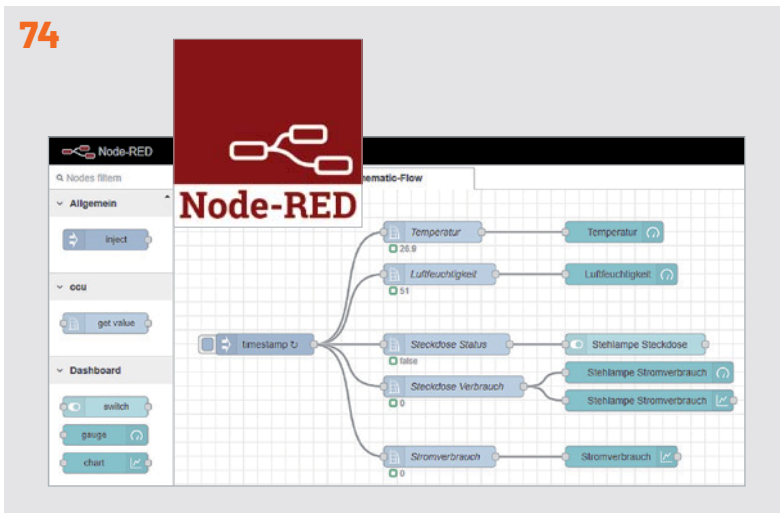 74
Node-RED
Node-RED
Nodes filtern
ematic-Flow
Allgemein
inject
ccu
get value
Dashboard
switch
gauge
chart
timestamp ↻
Temperatur
26.9
Temperatur
Luftfeuchtigkeit
51
Luftfeuchtigkeit
Steckdose Status
false
Stehlampe Steckdose
Steckdose Verbrauch
0
Stehlampe Stromverbrauch
Stehlampe Stromverbrauch
Stromverbrauch
0
Stromverbrauch